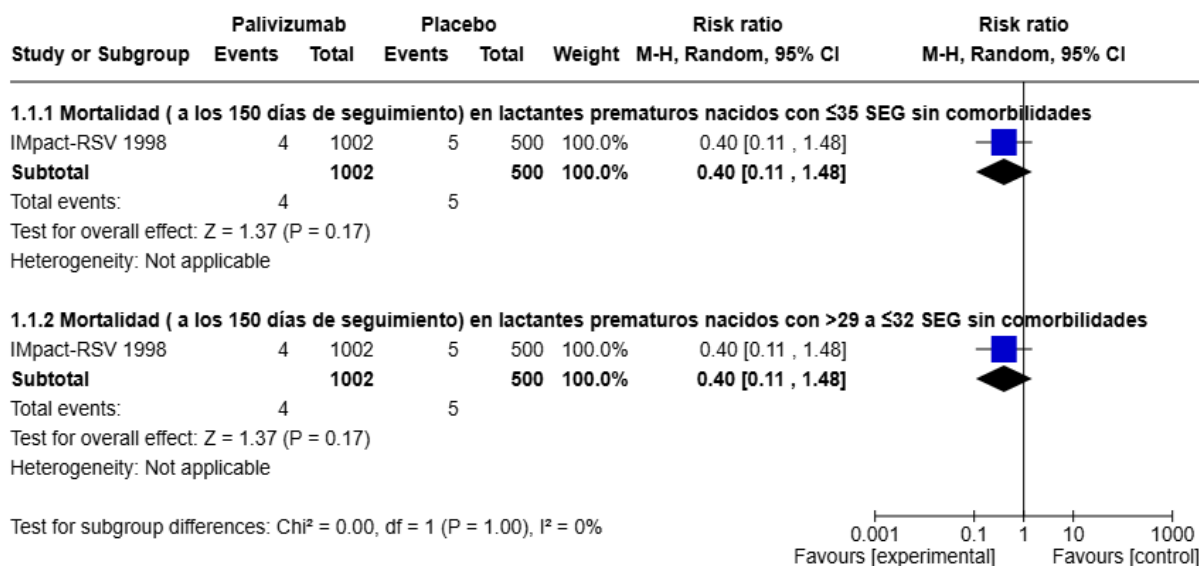 Palivizumab Placebo Risk ratio Risk ratio
Study or Subgroup Events Total Events Total Weight M-H, Random, 95% CI M-H, Random, 95% CI
1.1.1 Mortalidad ( a los 150 días de seguimiento) en lactantes prematuros nacidos con ≤35 SEG sin comorbilidades
IMpact-RSV 1998 4 1002 5 500 100.0% 0.40 [0.11 , 1.48]
Subtotal 1002 500 100.0% 0.40 [0.11 , 1.48]
Total events: 4 5
Test for overall effect: Z = 1.37 (P = 0.17)
Heterogeneity: Not applicable
1.1.2 Mortalidad ( a los 150 días de seguimiento) en lactantes prematuros nacidos con >29 a ≤32 SEG sin comorbilidades
IMpact-RSV 1998 4 1002 5 500 100.0% 0.40 [0.11 , 1.48]
Subtotal 1002 500 100.0% 0.40 [0.11 , 1.48]
Total events: 4 5
Test for overall effect: Z = 1.37 (P = 0.17)
Heterogeneity: Not applicable
Test for subgroup differences: Chi² = 0.00, df = 1 (P = 1.00), I² = 0%
0.001 0.1 1 10 1000
Favours [experimental] Favours [control]